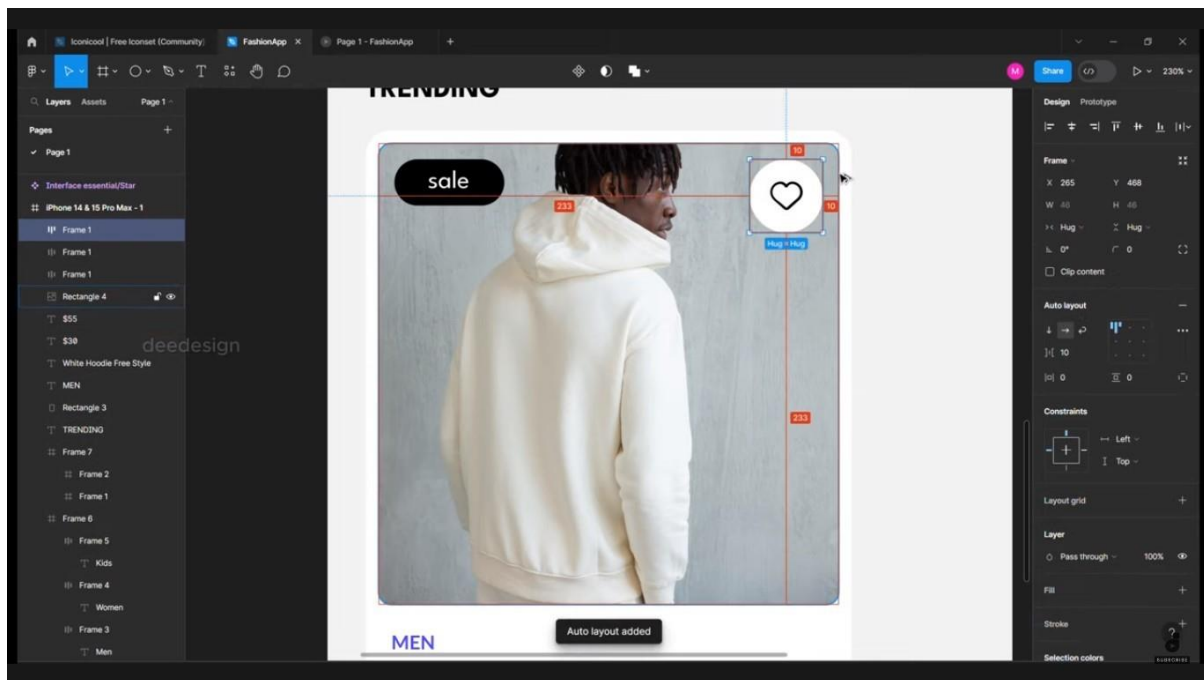 Iconicool | Free Iconset (Community)
FashionApp
Page 1 - FashionApp
M
Share
230%
Layers
Assets
Page 1
Pages
Page 1
Interface essential/Star
iPhone 14 & 15 Pro Max - 1
Frame 1
Frame 1
Frame 1
Rectangle 4
$55
$30
deedesign
White Hoodie Free Style
MEN
Rectangle 3
TRENDING
Frame 7
Frame 2
Frame 1
Frame 6
Frame 5
Kids
Frame 4
Women
Frame 3
Men
TRENDING
sale
10
233
10
Hug × Hug
233
Auto layout added
MEN
Design
Prototype
Frame
X 265
Y 468
W 46
H 46
Hug
Hug
0°
0
Clip content
Auto layout
10
0
0
Constraints
Left
Top
Layout grid
Layer
Pass through
100%
Fill
Stroke
?
SUBSCRIBE
Selection colors